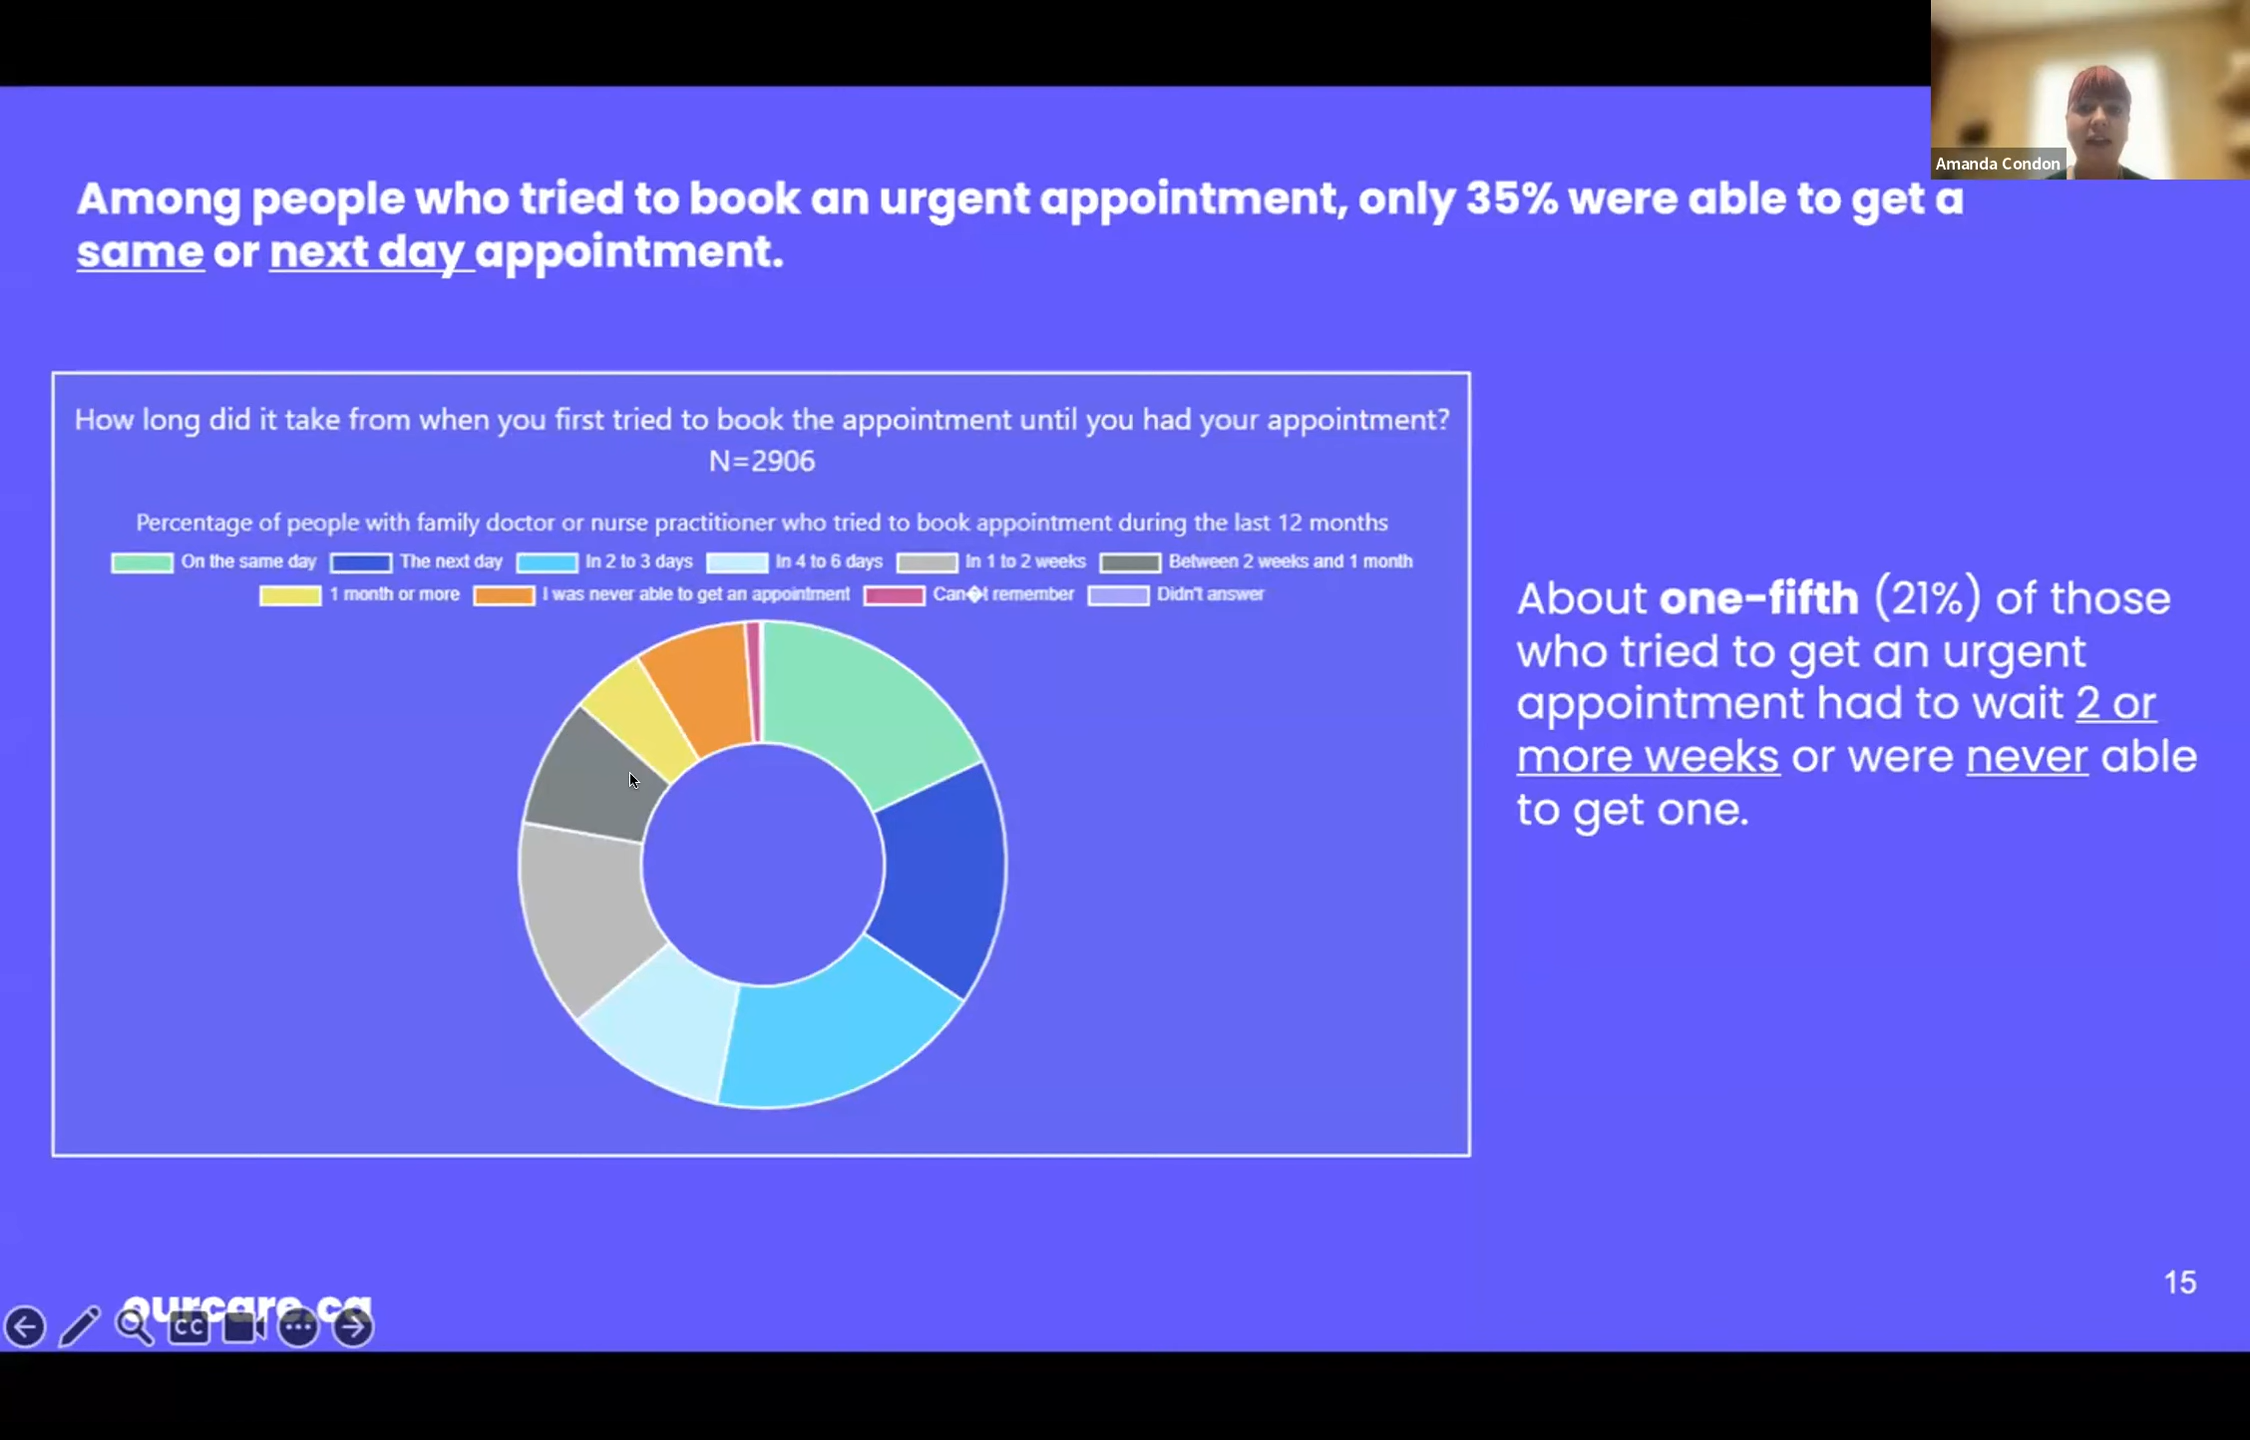 Amanda Condon
Among people who tried to book an urgent appointment, only 35% were able to get a
same or next day appointment.
How long did it take from when you first tried to book the appointment until you had your appointment?
N=2906
Percentage of people with family doctor or nurse practitioner who tried to book appointment during the last 12 months
On the same day The next day In 2 to 3 days In 4 to 6 days In 1 to 2 weeks Between 2 weeks and 1 month
1 month or more I was never able to get an appointment Can�t remember Didn't answer
About one-fifth (21%) of those
who tried to get an urgent
appointment had to wait 2 or
more weeks or were never able
to get one.
15
ourcare.ca
CC